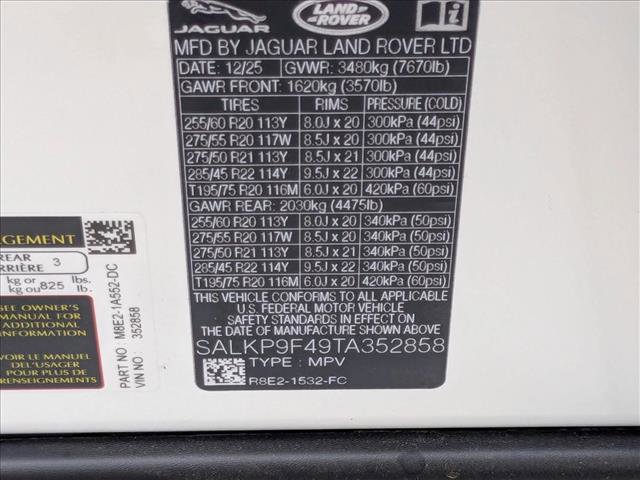 JAGUAR
LAND ROVER
MFD BY JAGUAR LAND ROVER LTD
DATE: 12/25 GVWR: 3480kg (7670lb)
GAWR FRONT: 1620kg (3570lb)
TIRES RIMS PRESSURE (COLD)
255/60 R20 113Y 8.0J x 20 300kPa (44psi)
275/55 R20 117W 8.5J x 20 300kPa (44psi)
275/50 R21 113Y 8.5J x 21 300kPa (44psi)
285/45 R22 114Y 9.5J x 22 300kPa (44psi)
T195/75 R20 116M 6.0J x 20 420kPa (60psi)
GAWR REAR: 2030kg (4475lb)
255/60 R20 113Y 8.0J x 20 340kPa (50psi)
275/55 R20 117W 8.5J x 20 340kPa (50psi)
275/50 R21 113Y 8.5J x 21 340kPa (50psi)
285/45 R22 114Y 9.5J x 22 340kPa (50psi)
T195/75 R20 116M 6.0J x 20 420kPa (60psi)
THIS VEHICLE CONFORMS TO ALL APPLICABLE
U.S. FEDERAL MOTOR VEHICLE
SAFETY STANDARDS IN EFFECT ON THE
DATE OF MANUFACTURE SHOWN ABOVE.
SALKP9F49TA352858
TYPE: MPV
R8E2-1532-FC
REAR
3
kg or lbs.
kg ou 825 lb.
SEE OWNER'S
MANUAL FOR
ADDITIONAL
INFORMATION
VOIR LE MANUEL
DE L'USAGER
POUR PLUS DE
RENSEIGNEMENTS
PART NO: M8E2-1A552-DC
VIN NO: 352858